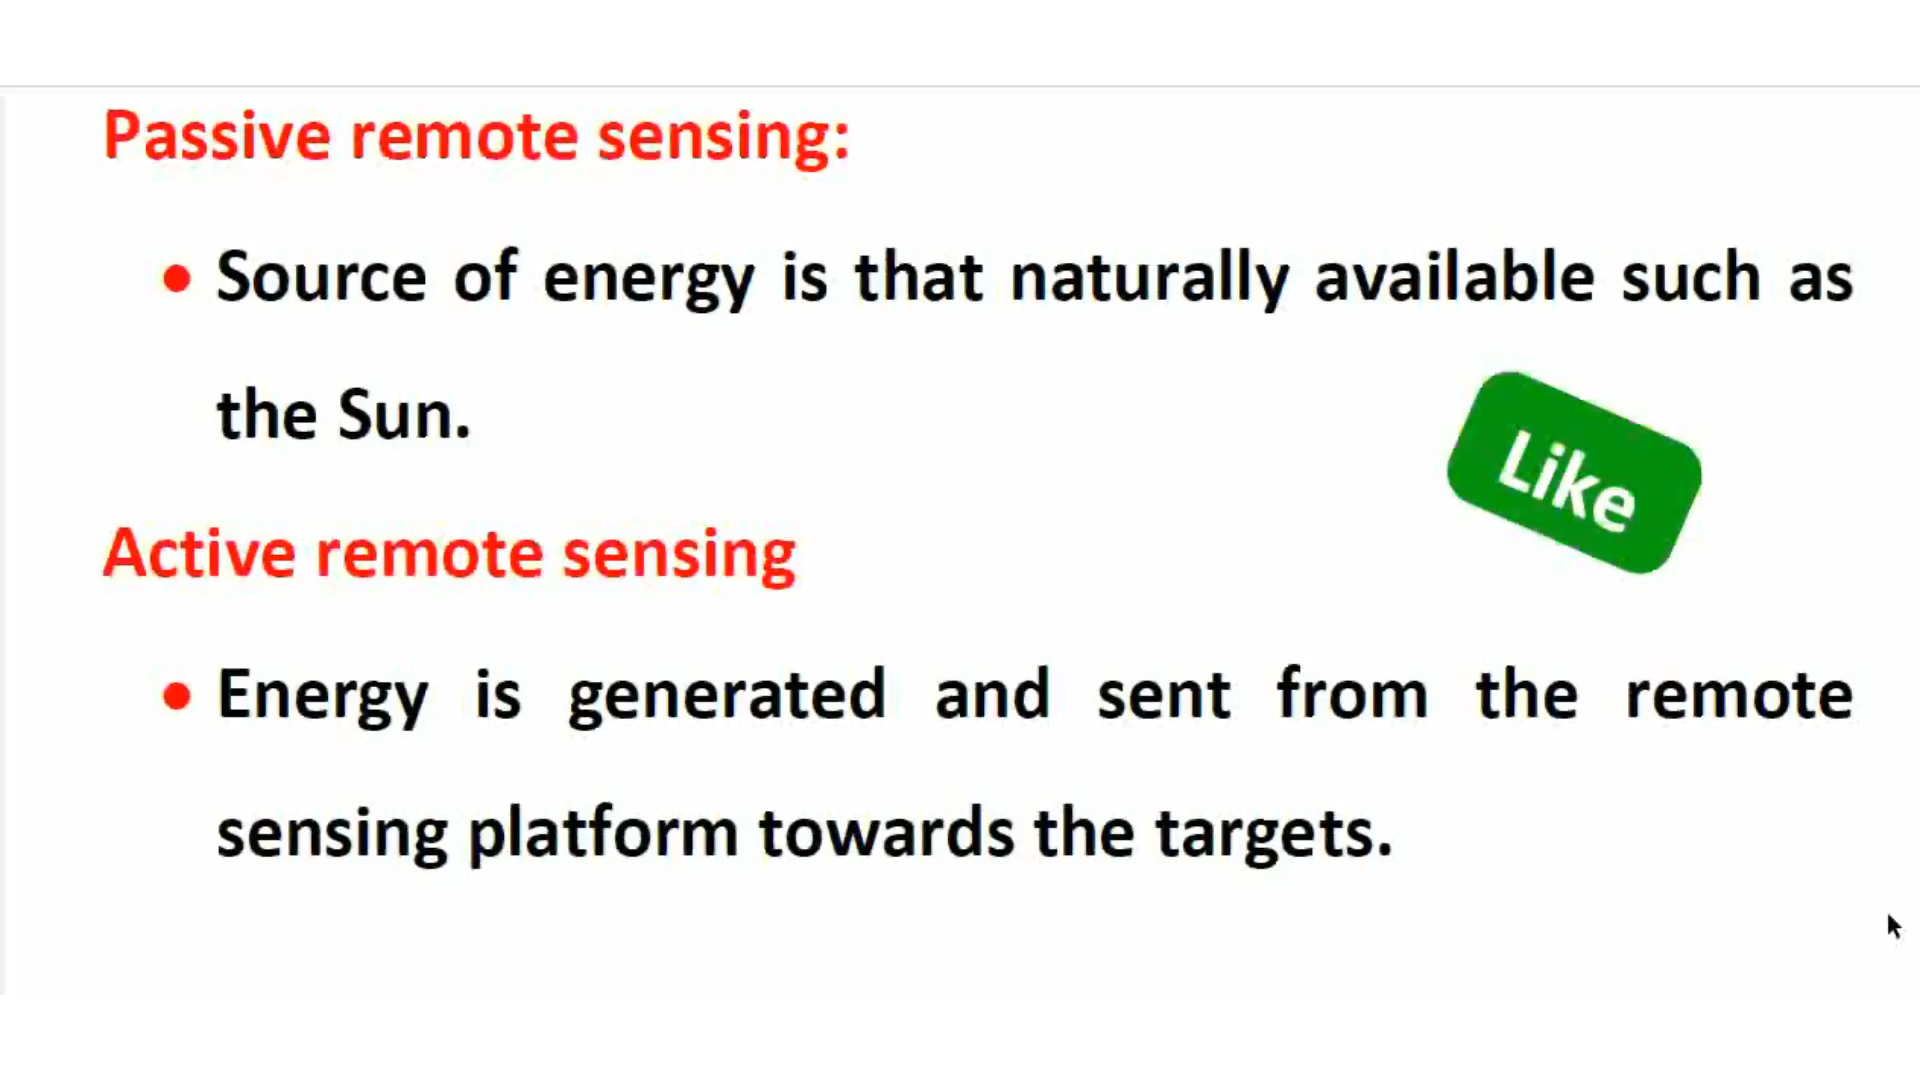 Passive remote sensing:
• Source of energy is that naturally available such as
the Sun.
Like
Active remote sensing
• Energy is generated and sent from the remote
sensing platform towards the targets.